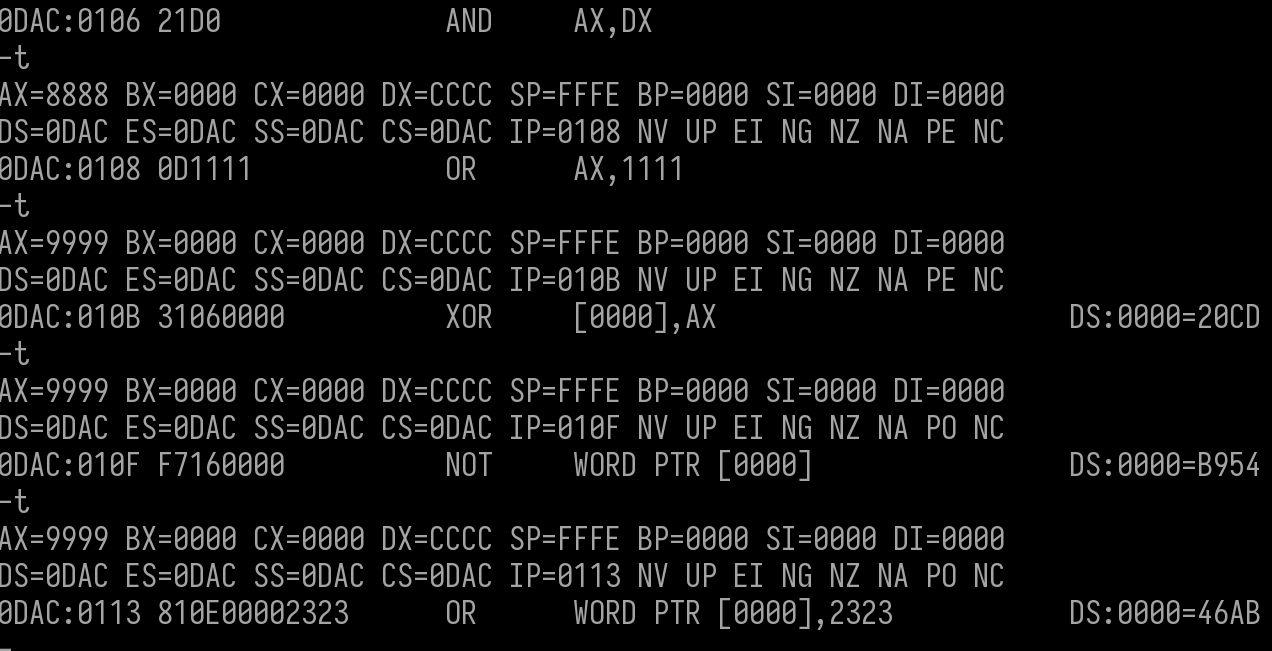 0DAC:0106 21D0              AND     AX,DX
-t
AX=8888 BX=0000 CX=0000 DX=CCCC SP=FFFE BP=0000 SI=0000 DI=0000
DS=0DAC ES=0DAC SS=0DAC CS=0DAC IP=0108 NV UP EI NG NZ NA PE NC
0DAC:0108 0D1111            OR      AX,1111
-t
AX=9999 BX=0000 CX=0000 DX=CCCC SP=FFFE BP=0000 SI=0000 DI=0000
DS=0DAC ES=0DAC SS=0DAC CS=0DAC IP=010B NV UP EI NG NZ NA PE NC
0DAC:010B 31060000          XOR     [0000],AX                      DS:0000=20CD
-t
AX=9999 BX=0000 CX=0000 DX=CCCC SP=FFFE BP=0000 SI=0000 DI=0000
DS=0DAC ES=0DAC SS=0DAC CS=0DAC IP=010F NV UP EI NG NZ NA PO NC
0DAC:010F F7160000          NOT     WORD PTR [0000]                DS:0000=B954
-t
AX=9999 BX=0000 CX=0000 DX=CCCC SP=FFFE BP=0000 SI=0000 DI=0000
DS=0DAC ES=0DAC SS=0DAC CS=0DAC IP=0113 NV UP EI NG NZ NA PO NC
0DAC:0113 810E00002323      OR      WORD PTR [0000],2323           DS:0000=46AB